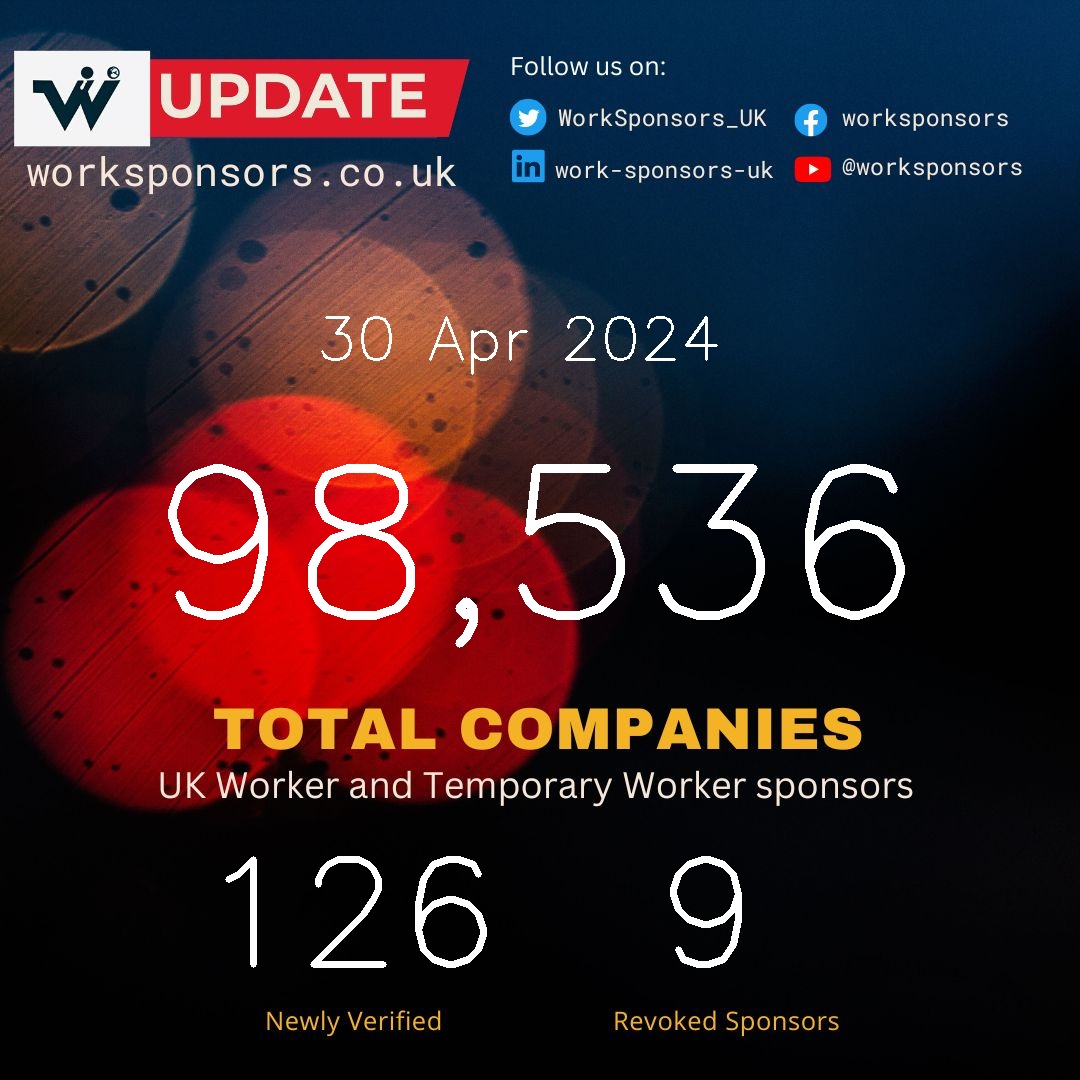 UPDATE
worksponsors.co.uk
Follow us on:
WorkSponsors_UK
worksponsors
work-sponsors-uk
@worksponsors
30 Apr 2024
98,536
TOTAL COMPANIES
UK Worker and Temporary Worker sponsors
126
9
Newly Verified
Revoked Sponsors